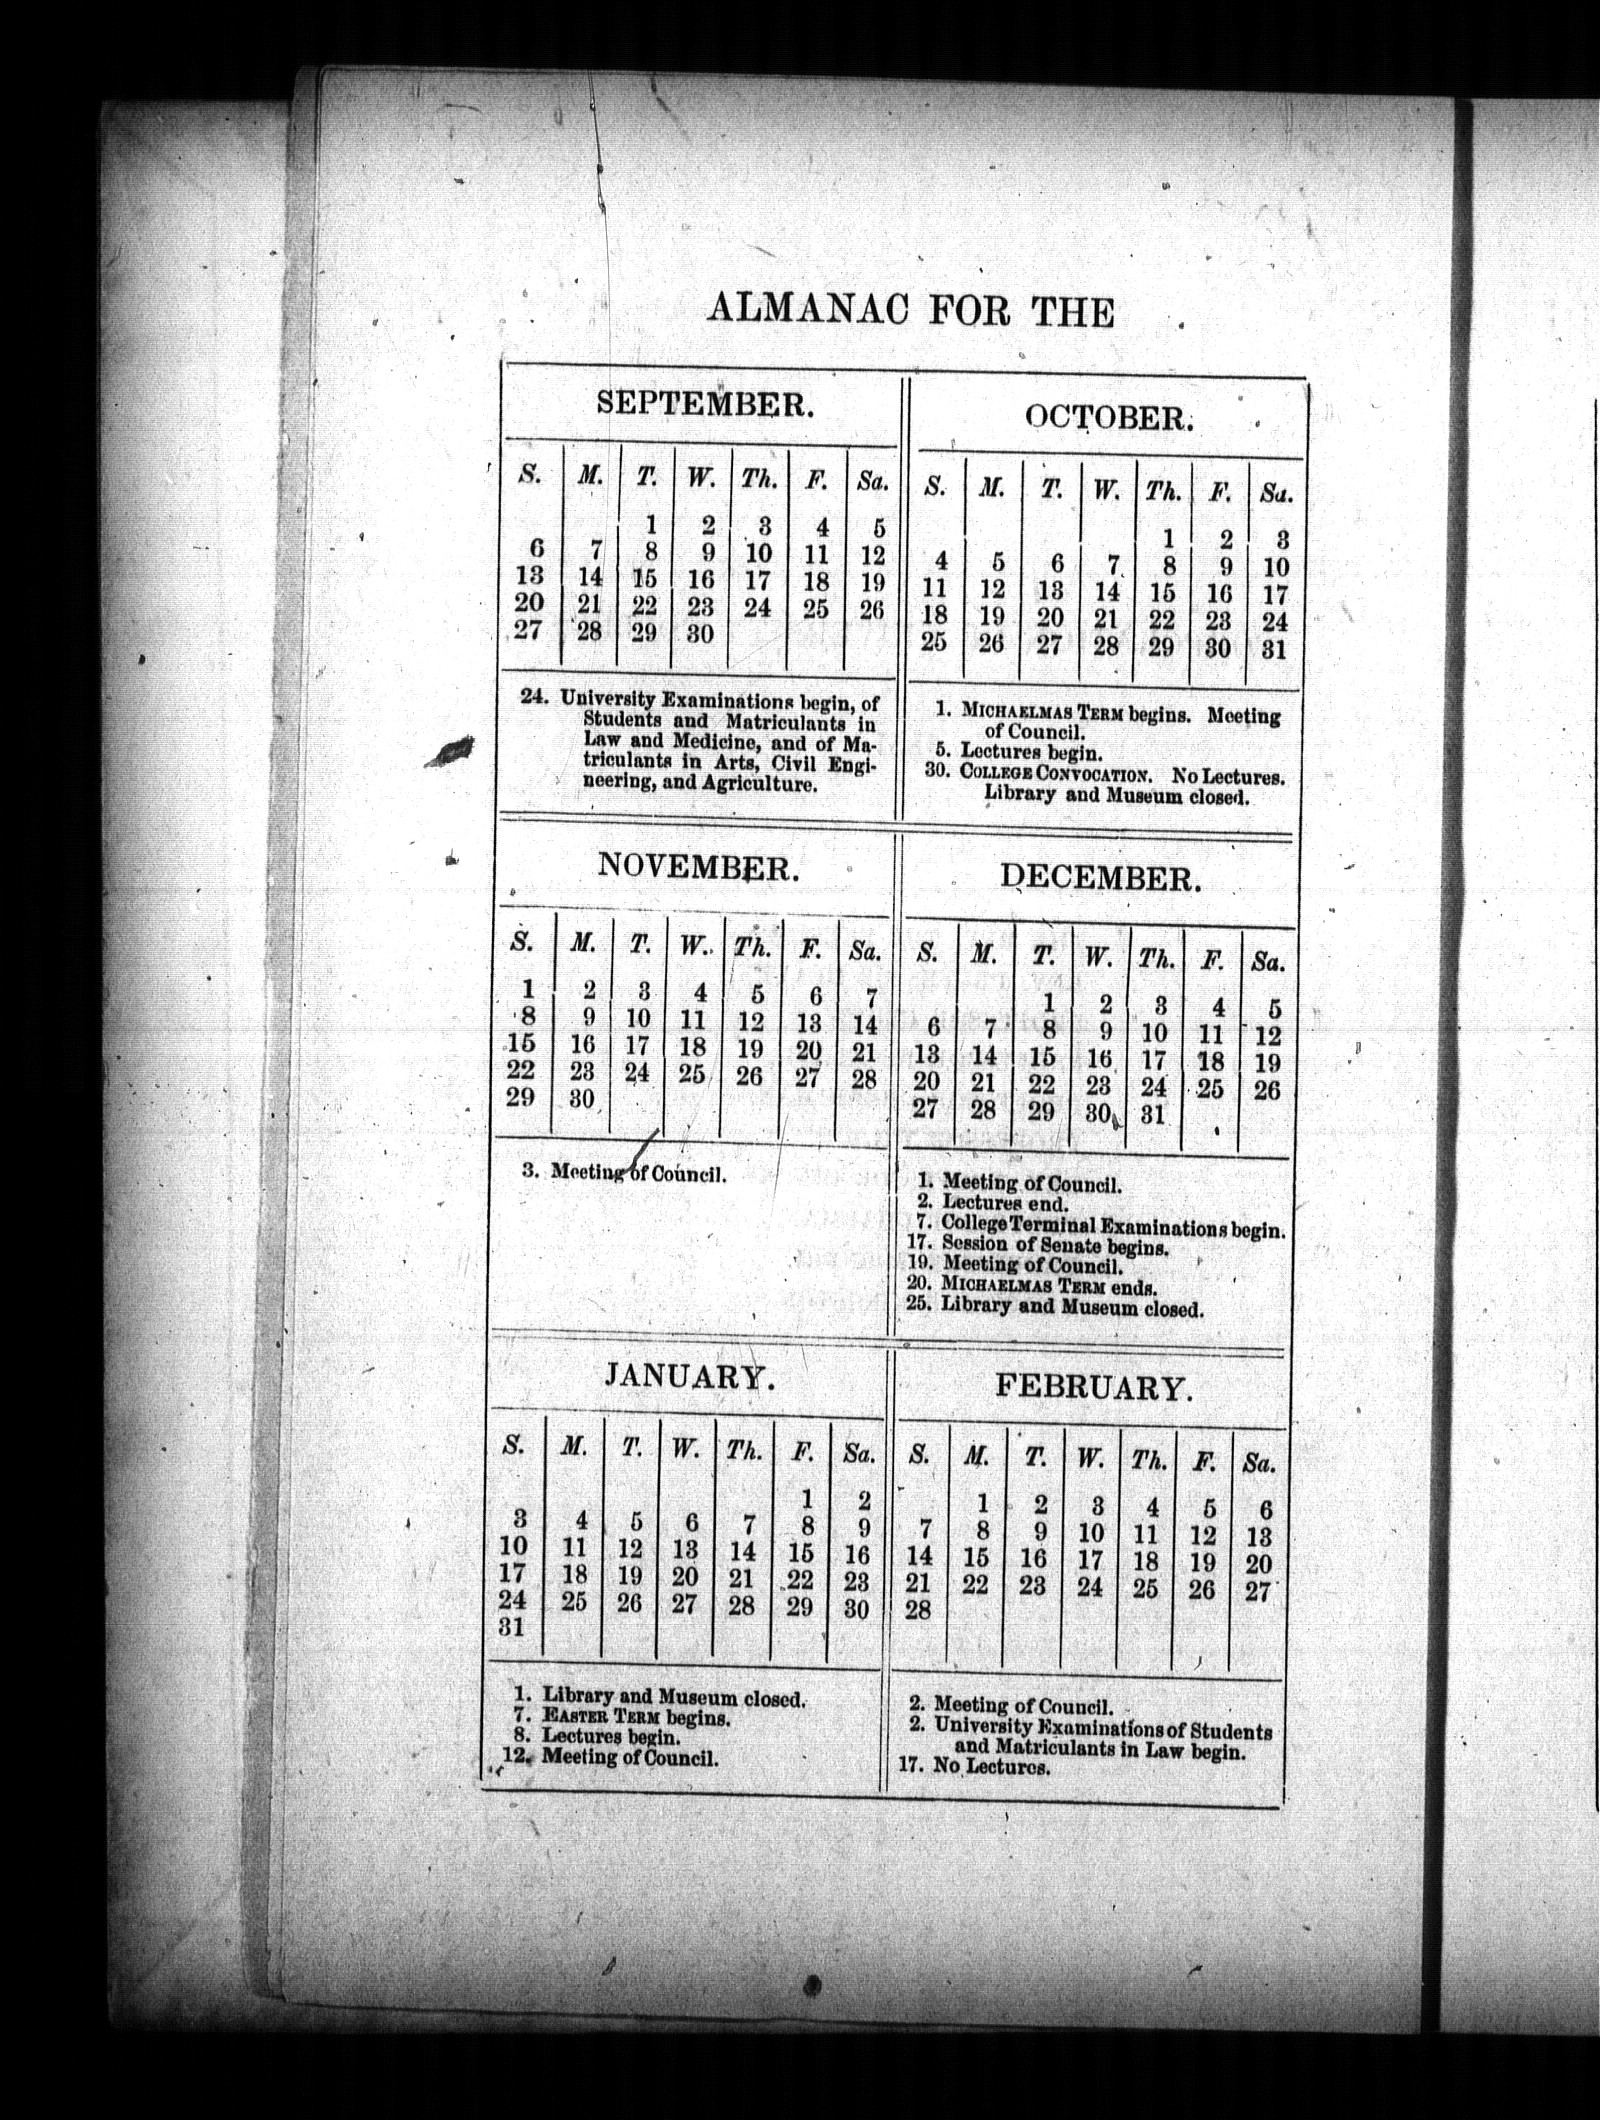 ALMANAC FOR THE
SEPTEMBER.
S. M. T. W. Th. F. Sa.
1 2 3 4 5
6 7 8 9 10 11 12
13 14 15 16 17 18 19
20 21 22 23 24 25 26
27 28 29 30
24. University Examinations begin, of
Students and Matriculants in
Law and Medicine, and of Ma-
triculants in Arts, Civil Engi-
neering, and Agriculture.
OCTOBER.
S. M. T. W. Th. F. Sa.
1 2 3
4 5 6 7 8 9 10
11 12 13 14 15 16 17
18 19 20 21 22 23 24
25 26 27 28 29 30 31
1. MICHAELMAS TERM begins. Meeting
of Council.
5. Lectures begin.
30. COLLEGE CONVOCATION. No Lectures.
Library and Museum closed.
NOVEMBER.
S. M. T. W. Th. F. Sa.
1 2 3 4 5 6 7
8 9 10 11 12 13 14
15 16 17 18 19 20 21
22 23 24 25 26 27 28
29 30
3. Meeting of Council.
DECEMBER.
S. M. T. W. Th. F. Sa.
1 2 3 4 5
6 7 8 9 10 11 12
13 14 15 16 17 18 19
20 21 22 23 24 25 26
27 28 29 30 31
1. Meeting of Council.
2. Lectures end.
7. College Terminal Examinations begin.
17. Session of Senate begins.
19. Meeting of Council.
20. MICHAELMAS TERM ends.
25. Library and Museum closed.
JANUARY.
S. M. T. W. Th. F. Sa.
1 2
3 4 5 6 7 8 9
10 11 12 13 14 15 16
17 18 19 20 21 22 23
24 25 26 27 28 29 30
31
1. Library and Museum closed.
7. EASTER TERM begins.
8. Lectures begin.
12. Meeting of Council.
FEBRUARY.
S. M. T. W. Th. F. Sa.
1 2 3 4 5 6
7 8 9 10 11 12 13
14 15 16 17 18 19 20
21 22 23 24 25 26 27
28
2. Meeting of Council.
2. University Examinations of Students
and Matriculants in Law begin.
17. No Lectures.